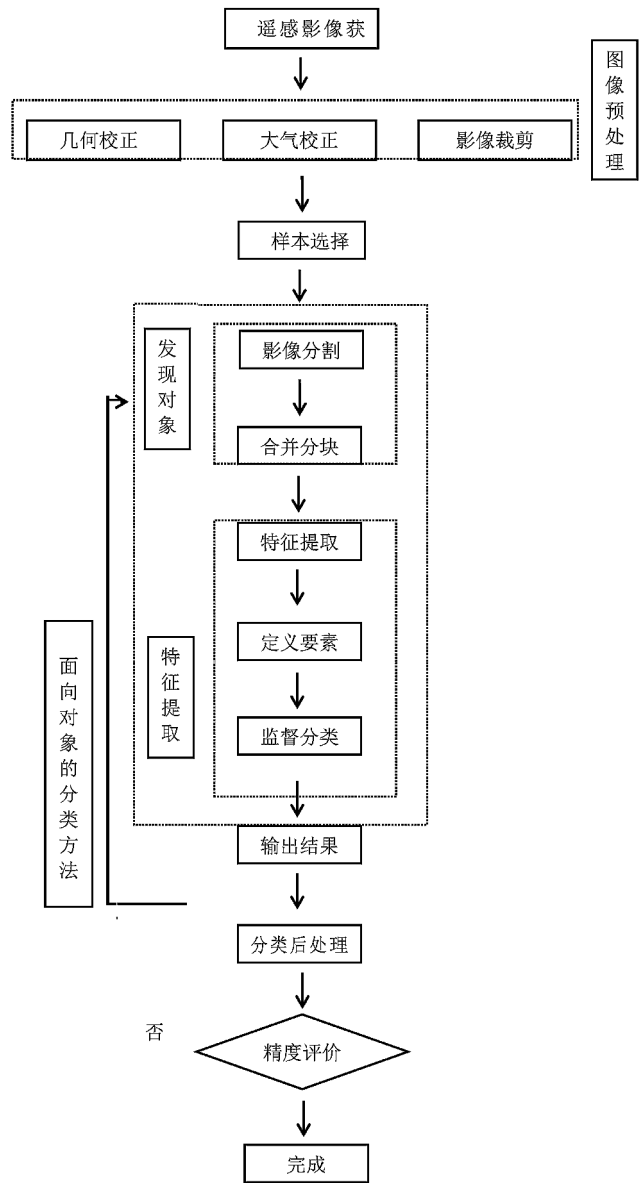 遥感影像获
图像预处理
几何校正
大气校正
影像裁剪
样本选择
发现对象
影像分割
合并分块
特征提取
定义要素
特征提取
监督分类
面向对象的分类方法
输出结果
分类后处理
否
精度评价
完成